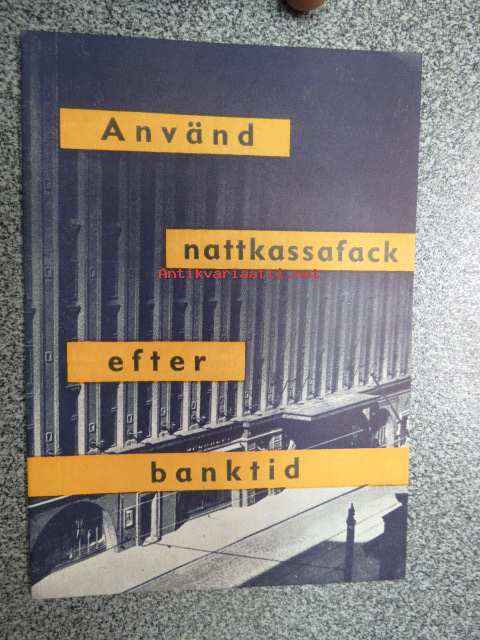 Använd
nattkassafack
Antikvariaatti.net
efter
banktid